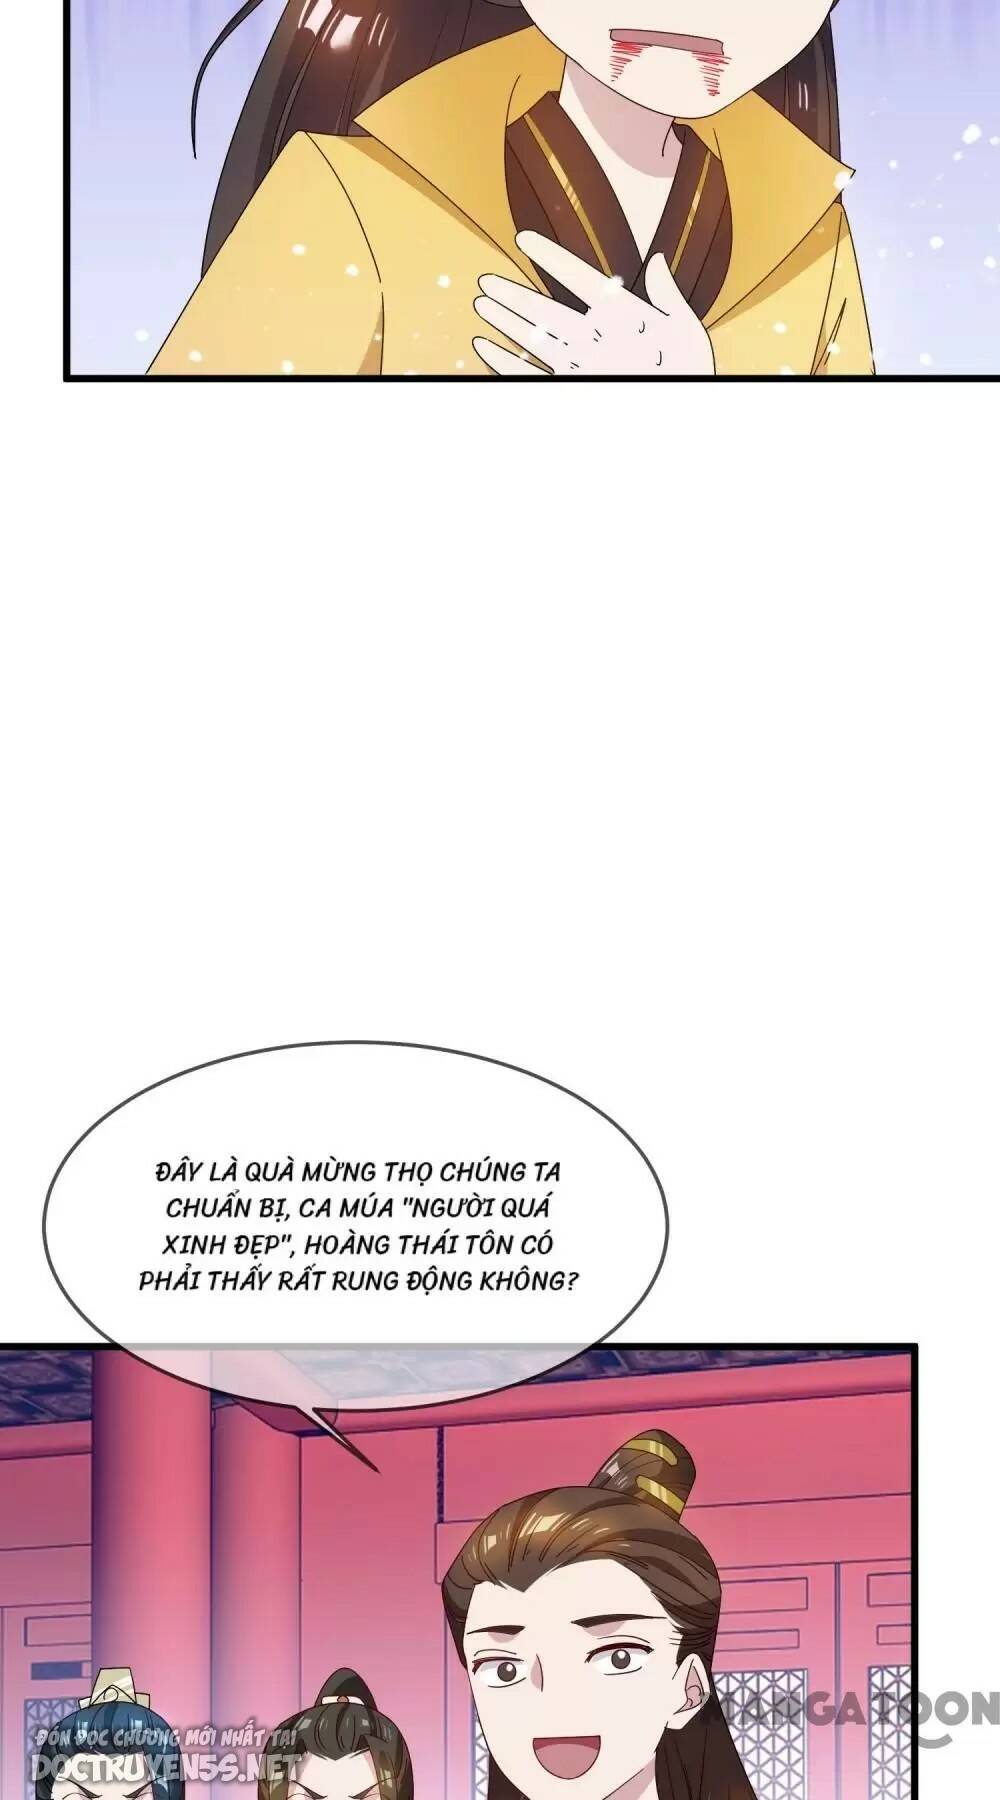 ĐÂY LÀ QUÀ MỪNG THỌ CHÚNG TA
CHUẨN BỊ, CA MÚA "NGƯỜI QUÁ
XINH ĐẸP", HOÀNG THÁI TÔN CÓ
PHẢI THẤY RẤT RUNG ĐỘNG KHÔNG?
MANGATOON
ĐÓN ĐỌC CHƯƠNG MỚI NHẤT TẠI
DOCTRUYEN5S.NET